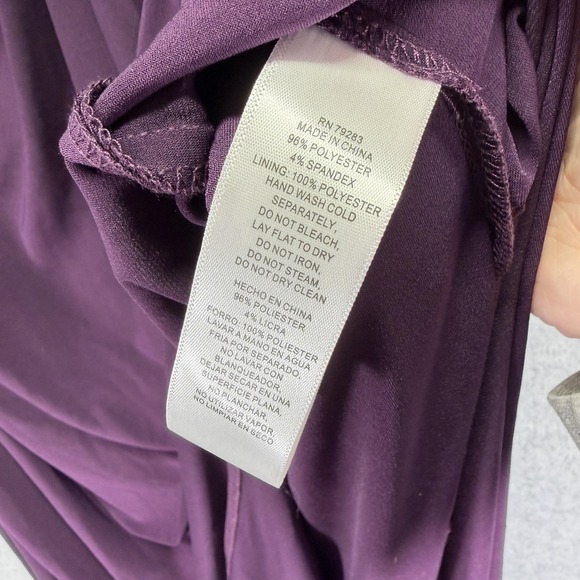 RN 79283
MADE IN CHINA
96% POLYESTER
4% SPANDEX
LINING: 100% POLYESTER
HAND WASH COLD
SEPARATELY,
DO NOT BLEACH,
LAY FLAT TO DRY
DO NOT IRON,
DO NOT STEAM,
DO NOT DRY CLEAN
HECHO EN CHINA
96% POLIESTER
4% LICRA
FORRO: 100% POLIESTER
LAVAR A MANO EN AGUA
FRIA POR SEPARADO,
NO LAVAR CON
BLANQUEADOR,
DEJAR SECAR EN UNA
SUPERFICIE PLANA,
NO PLANCHAR,
NO UTILIZAR VAPOR,
NO LIMPIAR EN SECO